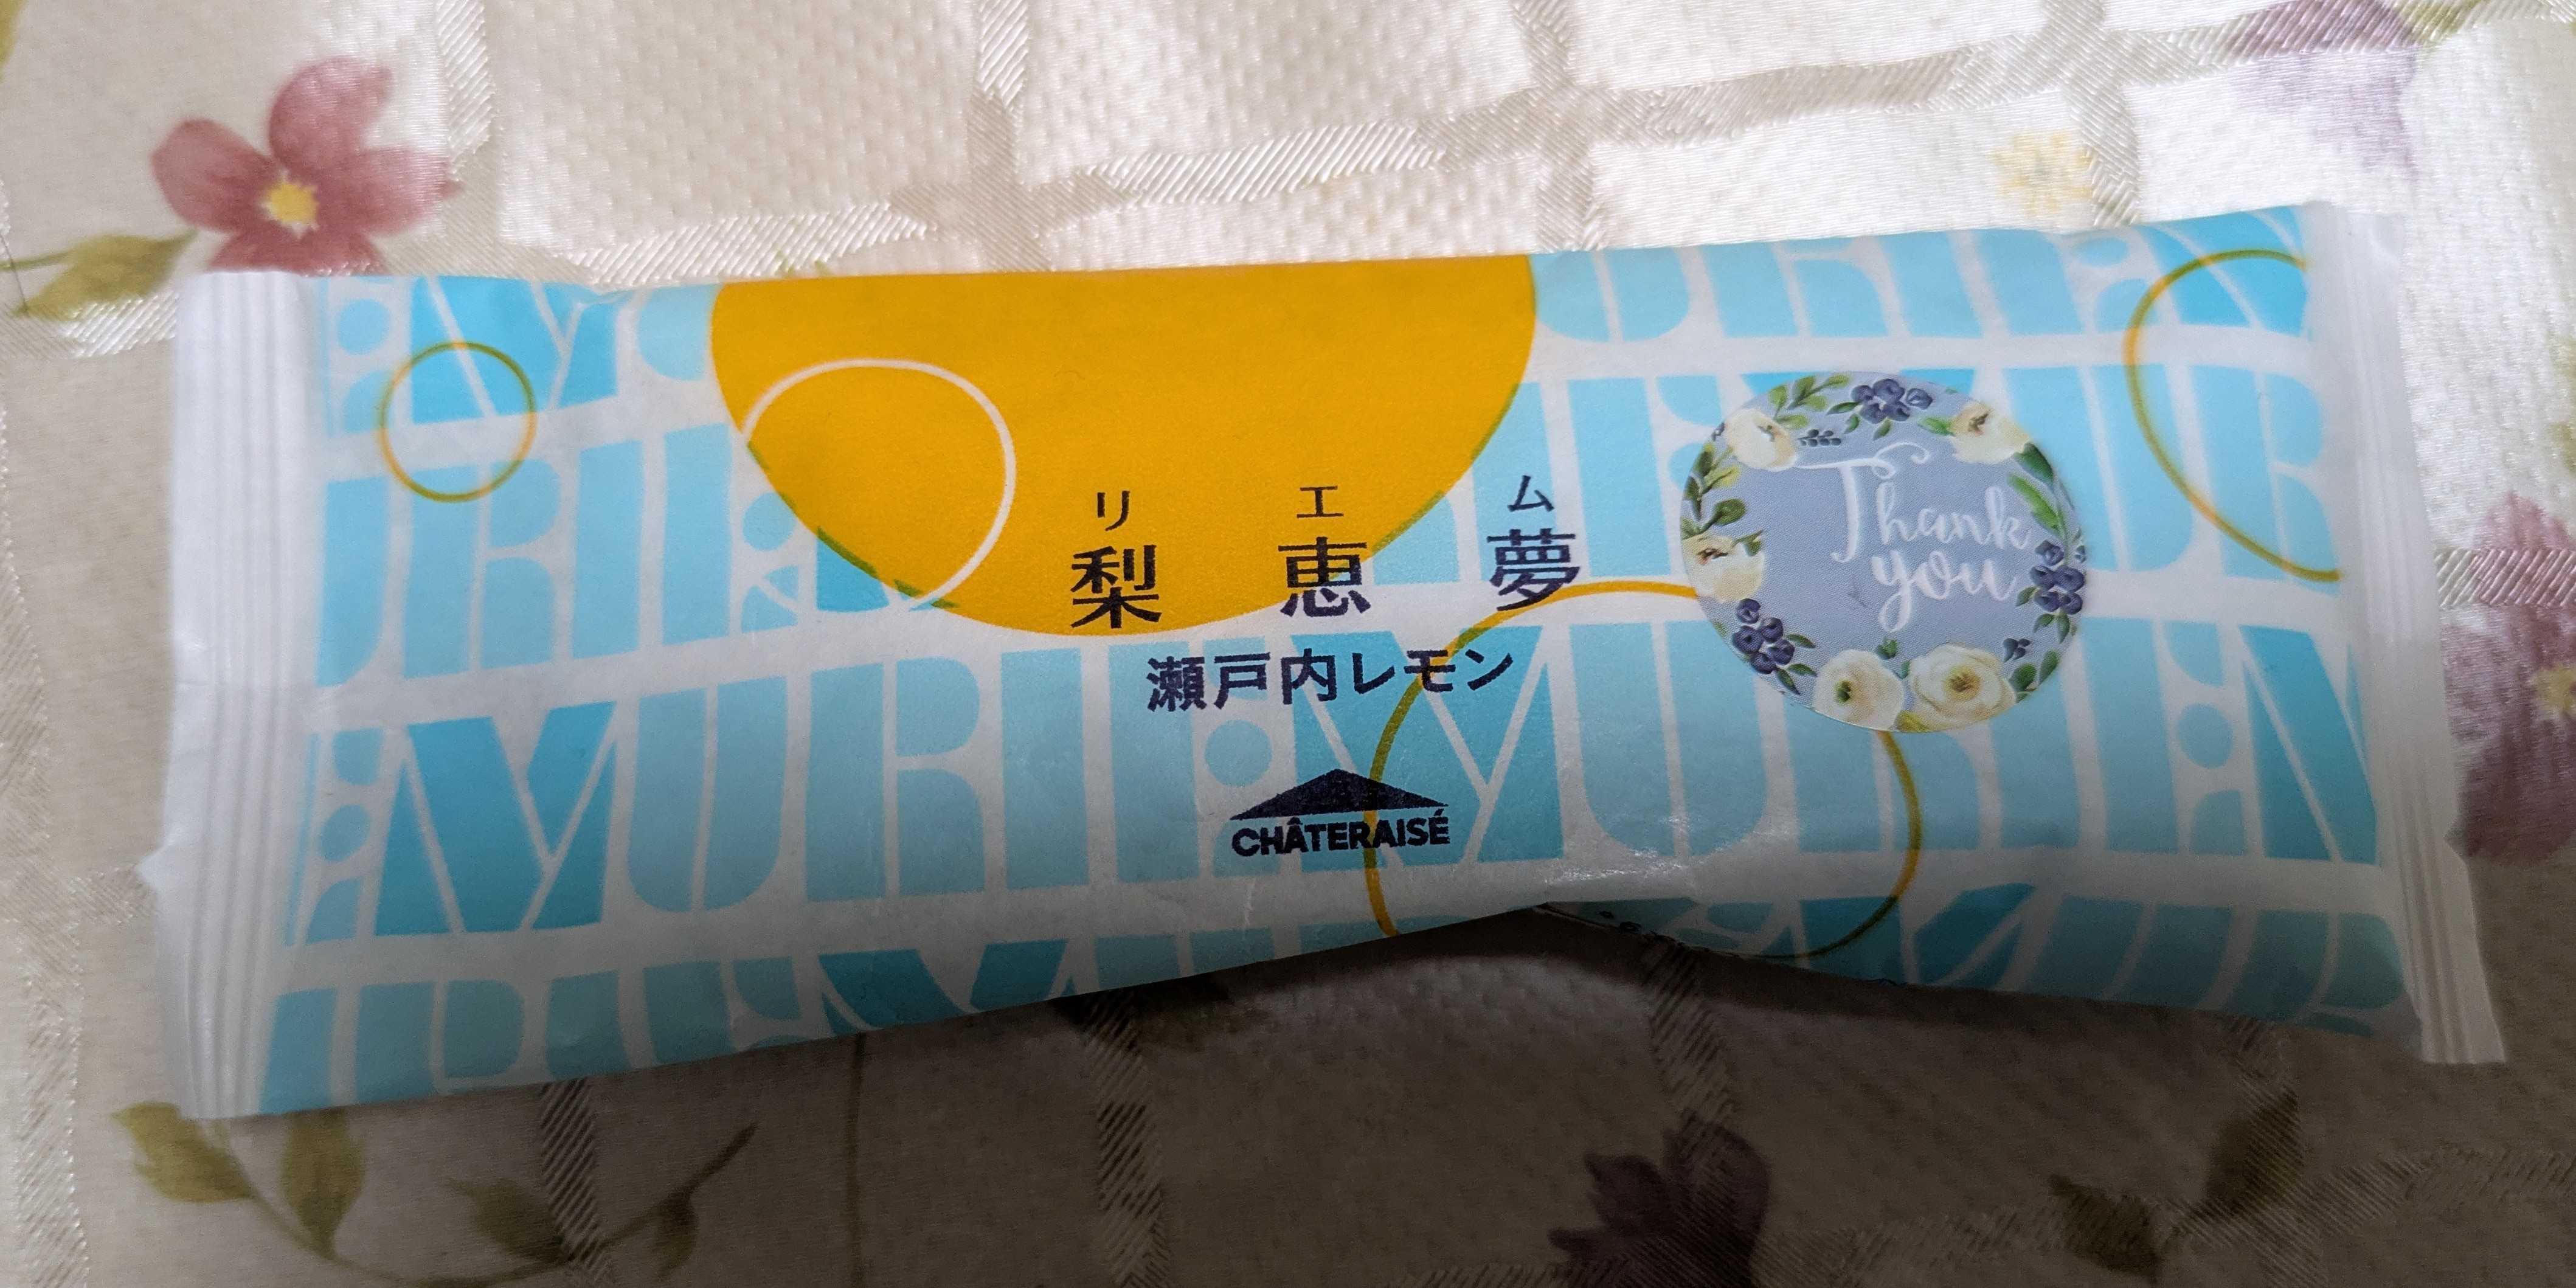 リ エ ム
梨 恵 夢
瀬戸内レモン
CHÂTERAISÉ
Thank
you